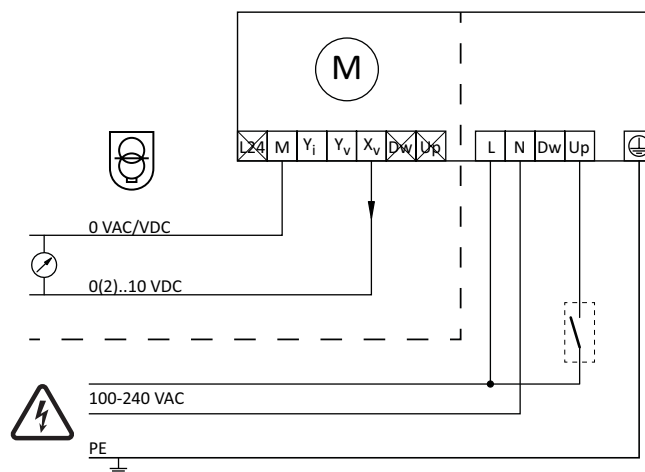 M
L24 M Yi Yv Xv Dw Up L N Dw Up
0 VAC/VDC
0(2)..10 VDC
100-240 VAC
PE